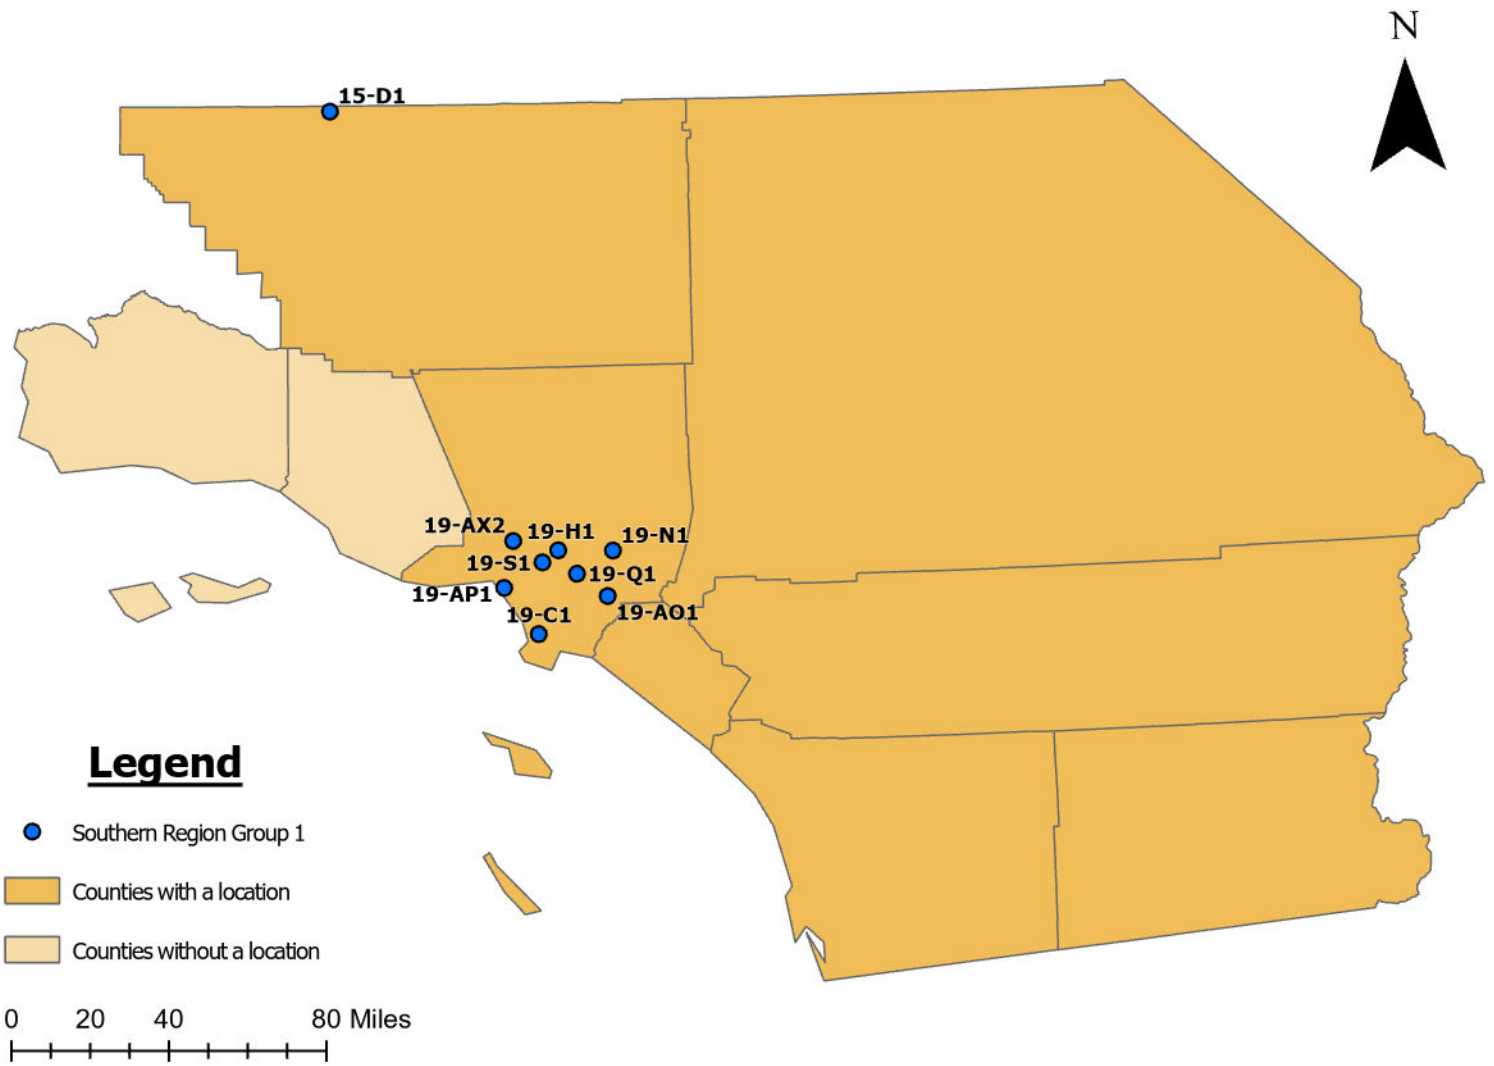 N
15-D1
19-AX2
19-H1
19-N1
19-S1
19-Q1
19-AP1
19-C1
19-AO1
Legend
Southern Region Group 1
Counties with a location
Counties without a location
0 20 40 80 Miles